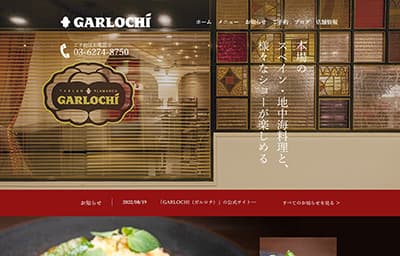 GARLOCHÍ
ホーム メニュー お知らせ ご予約 ブログ 店舗情報
ご予約はお電話で
03-6274-8750
TABLAO FLAMENCO
GARLOCHÍ
本場の
スペイン・地中海料理と、
様々なショーが楽しめる
お知らせ 2022/08/19 「GARLOCHI（ガルロチ）」の公式サイト… すべてのお知らせを見る >